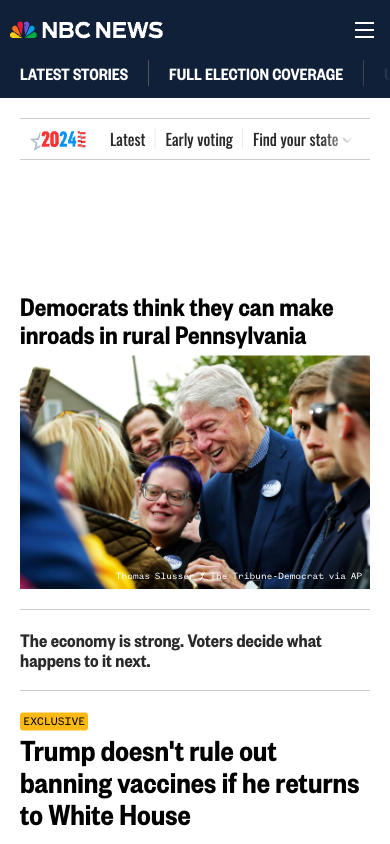 NBC NEWS
LATEST STORIES
FULL ELECTION COVERAGE
2024
Latest
Early voting
Find your state
Democrats think they can make
inroads in rural Pennsylvania
Thomas Slusser / The Tribune-Democrat via AP
The economy is strong. Voters decide what
happens to it next.
EXCLUSIVE
Trump doesn't rule out
banning vaccines if he returns
to White House